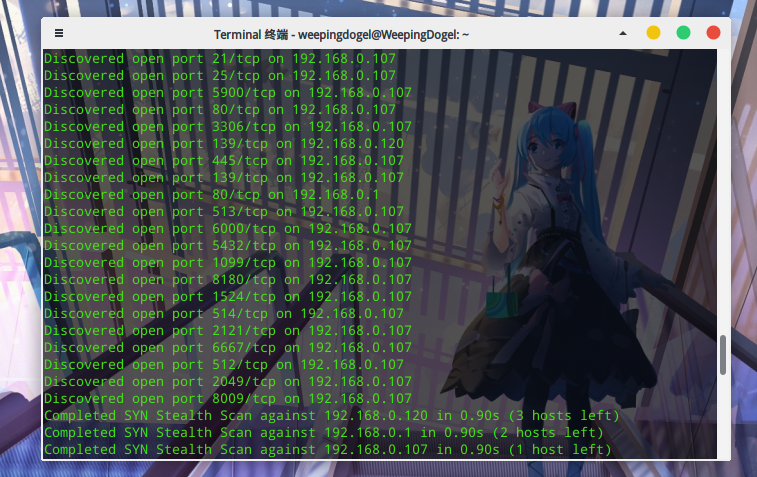 Terminal 终端 - weepingdogel@WeepingDogel: ~
Discovered open port 21/tcp on 192.168.0.107
Discovered open port 25/tcp on 192.168.0.107
Discovered open port 5900/tcp on 192.168.0.107
Discovered open port 80/tcp on 192.168.0.107
Discovered open port 3306/tcp on 192.168.0.107
Discovered open port 139/tcp on 192.168.0.120
Discovered open port 445/tcp on 192.168.0.107
Discovered open port 139/tcp on 192.168.0.107
Discovered open port 80/tcp on 192.168.0.1
Discovered open port 513/tcp on 192.168.0.107
Discovered open port 6000/tcp on 192.168.0.107
Discovered open port 5432/tcp on 192.168.0.107
Discovered open port 1099/tcp on 192.168.0.107
Discovered open port 8180/tcp on 192.168.0.107
Discovered open port 1524/tcp on 192.168.0.107
Discovered open port 514/tcp on 192.168.0.107
Discovered open port 2121/tcp on 192.168.0.107
Discovered open port 6667/tcp on 192.168.0.107
Discovered open port 512/tcp on 192.168.0.107
Discovered open port 2049/tcp on 192.168.0.107
Discovered open port 8009/tcp on 192.168.0.107
Completed SYN Stealth Scan against 192.168.0.120 in 0.90s (3 hosts left)
Completed SYN Stealth Scan against 192.168.0.1 in 0.90s (2 hosts left)
Completed SYN Stealth Scan against 192.168.0.107 in 0.90s (1 host left)